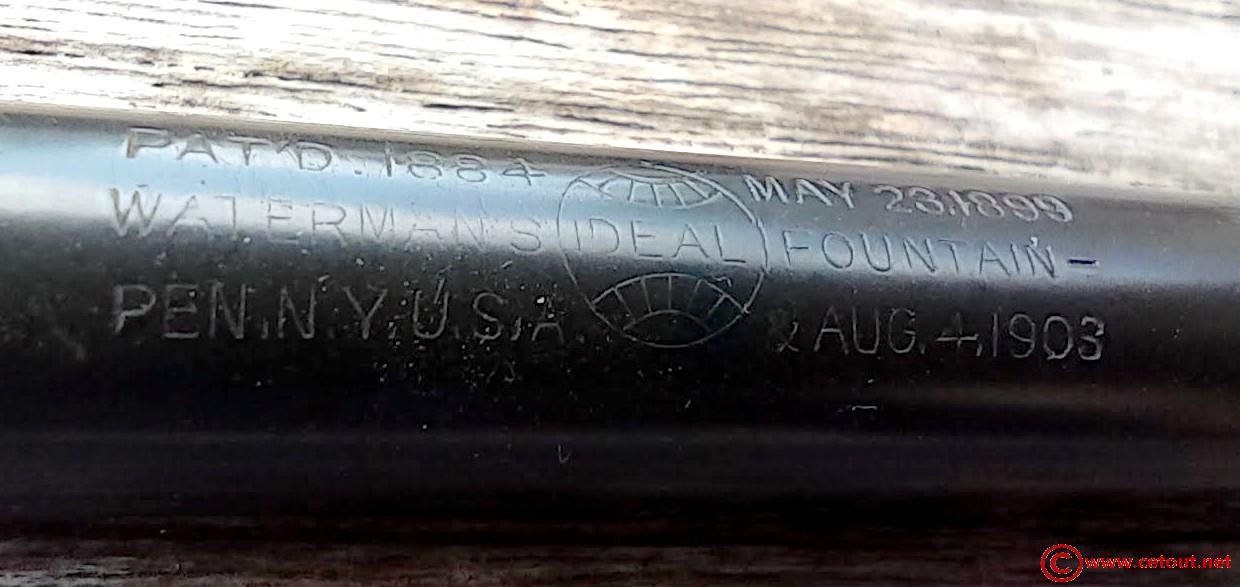 PAT'D. 1884 MAY 23,1899
WATERMAN'S IDEAL FOUNTAIN-
PEN.N.Y.U.S.A. & AUG. 4,1903
©www.cetout.net